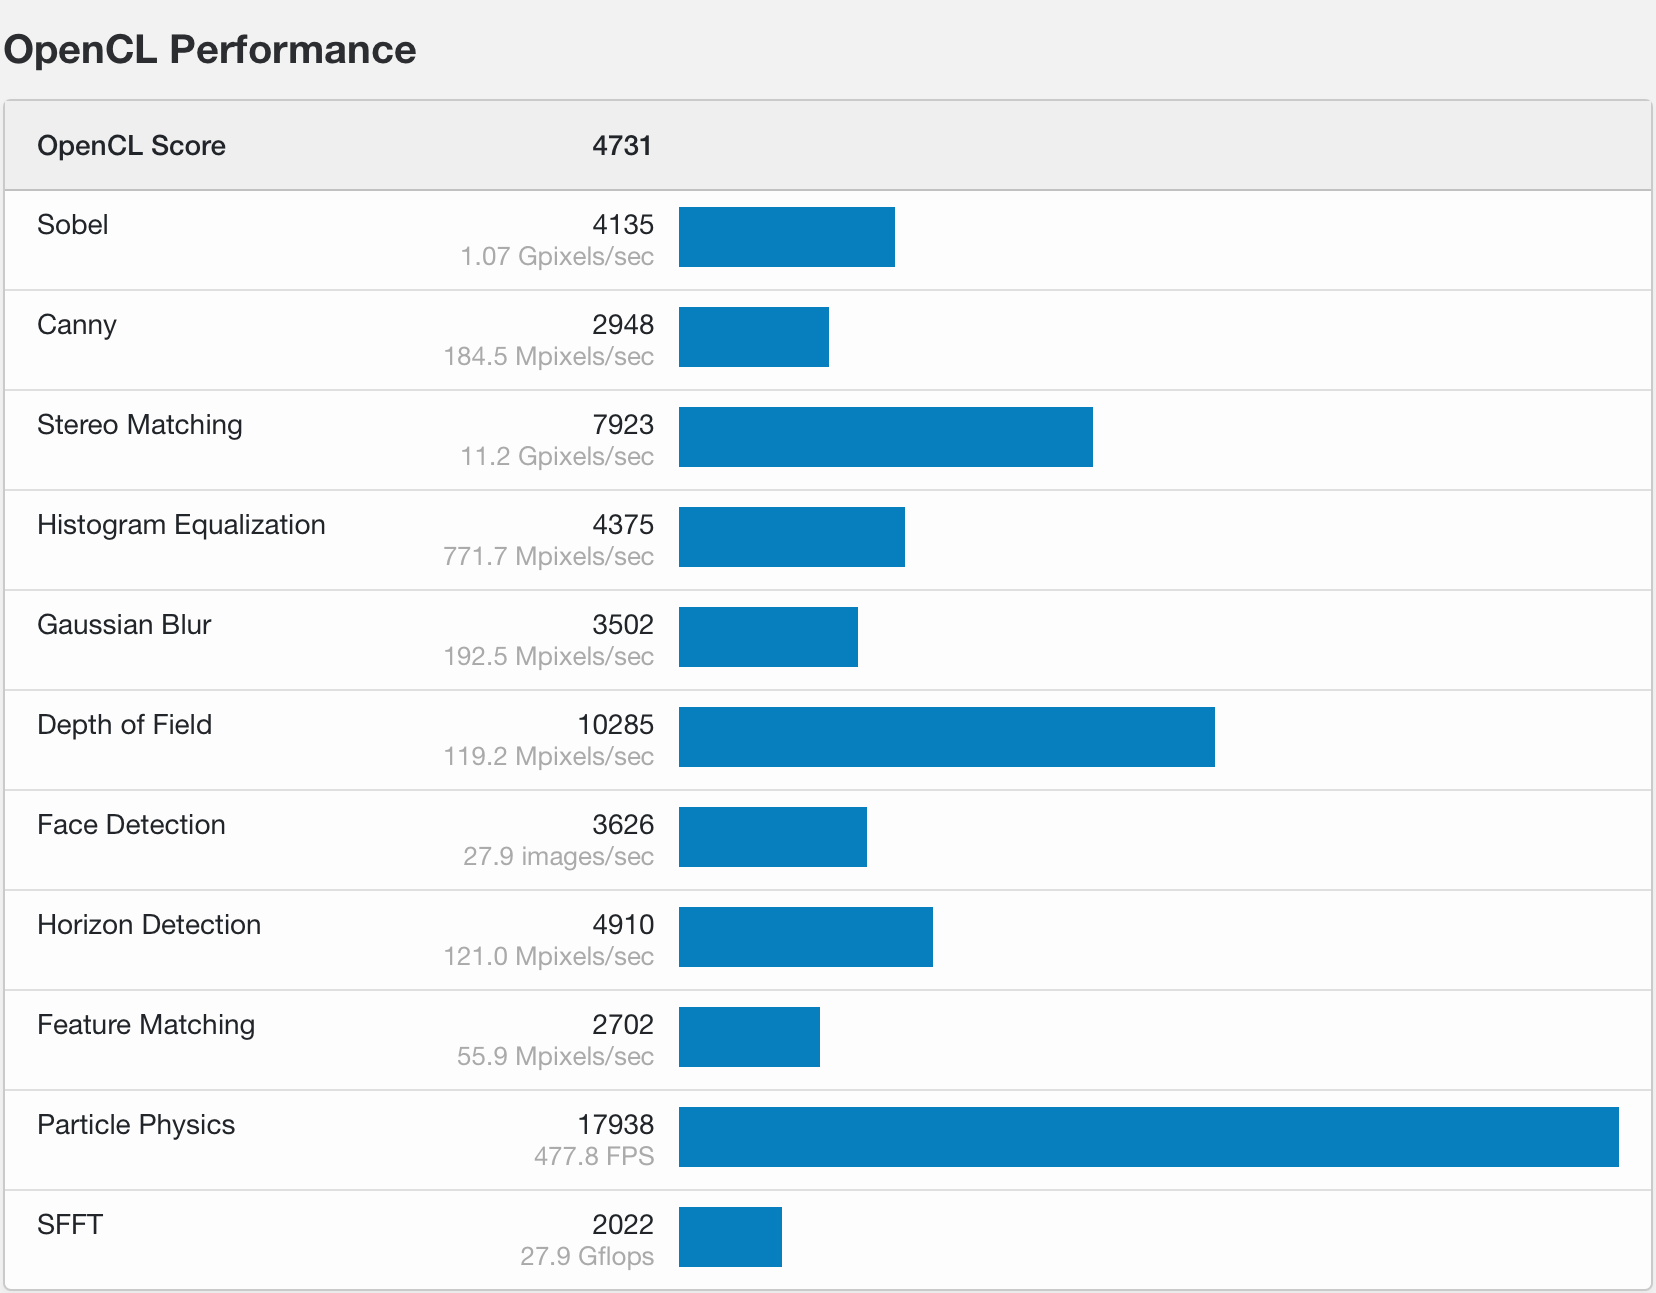 OpenCL Performance
OpenCL Score 4731
Sobel 4135
1.07 Gpixels/sec
Canny 2948
184.5 Mpixels/sec
Stereo Matching 7923
11.2 Gpixels/sec
Histogram Equalization 4375
771.7 Mpixels/sec
Gaussian Blur 3502
192.5 Mpixels/sec
Depth of Field 10285
119.2 Mpixels/sec
Face Detection 3626
27.9 images/sec
Horizon Detection 4910
121.0 Mpixels/sec
Feature Matching 2702
55.9 Mpixels/sec
Particle Physics 17938
477.8 FPS
SFFT 2022
27.9 Gflops